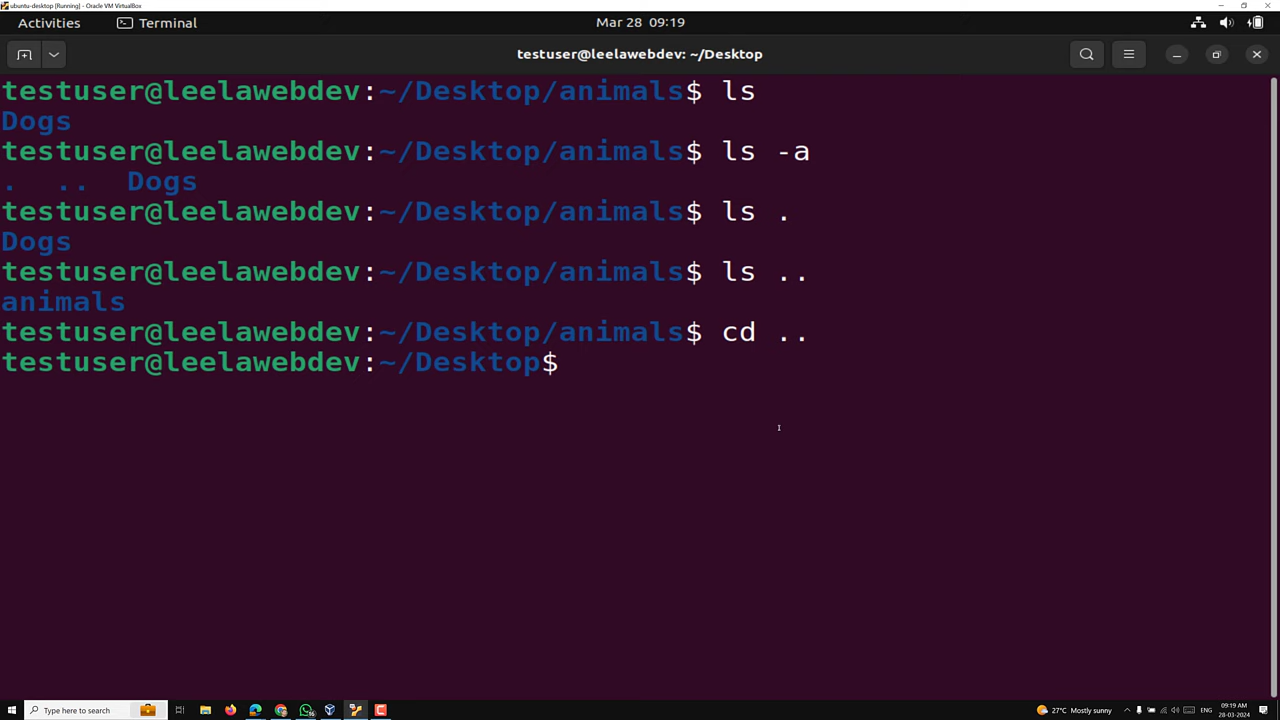 ubuntu-desktop [Running] - Oracle VM VirtualBox
Activities Terminal Mar 28 09:19
testuser@leelawebdev: ~/Desktop
testuser@leelawebdev:~/Desktop/animals$ ls
Dogs
testuser@leelawebdev:~/Desktop/animals$ ls -a
. .. Dogs
testuser@leelawebdev:~/Desktop/animals$ ls .
Dogs
testuser@leelawebdev:~/Desktop/animals$ ls ..
animals
testuser@leelawebdev:~/Desktop/animals$ cd ..
testuser@leelawebdev:~/Desktop$
Type here to search 27°C Mostly sunny ENG 09:19 AM
28-03-2024